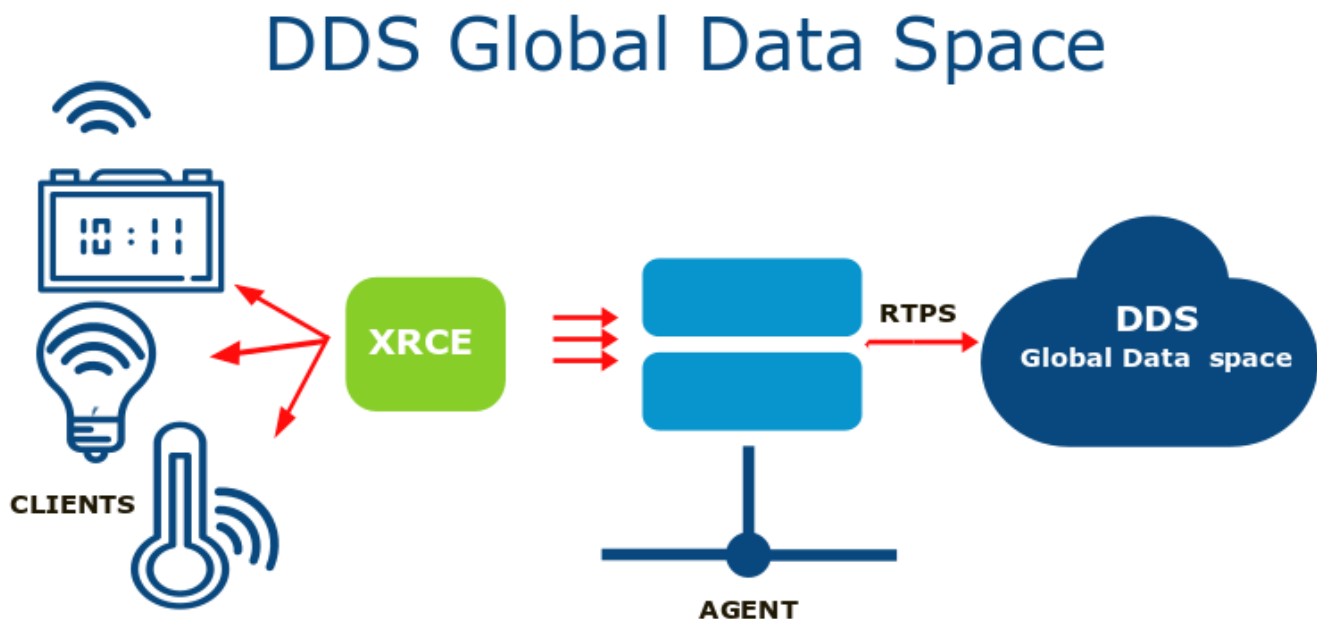 DDS Global Data Space
10:11
XRCE
RTPS
DDS
Global Data space
CLIENTS
AGENT